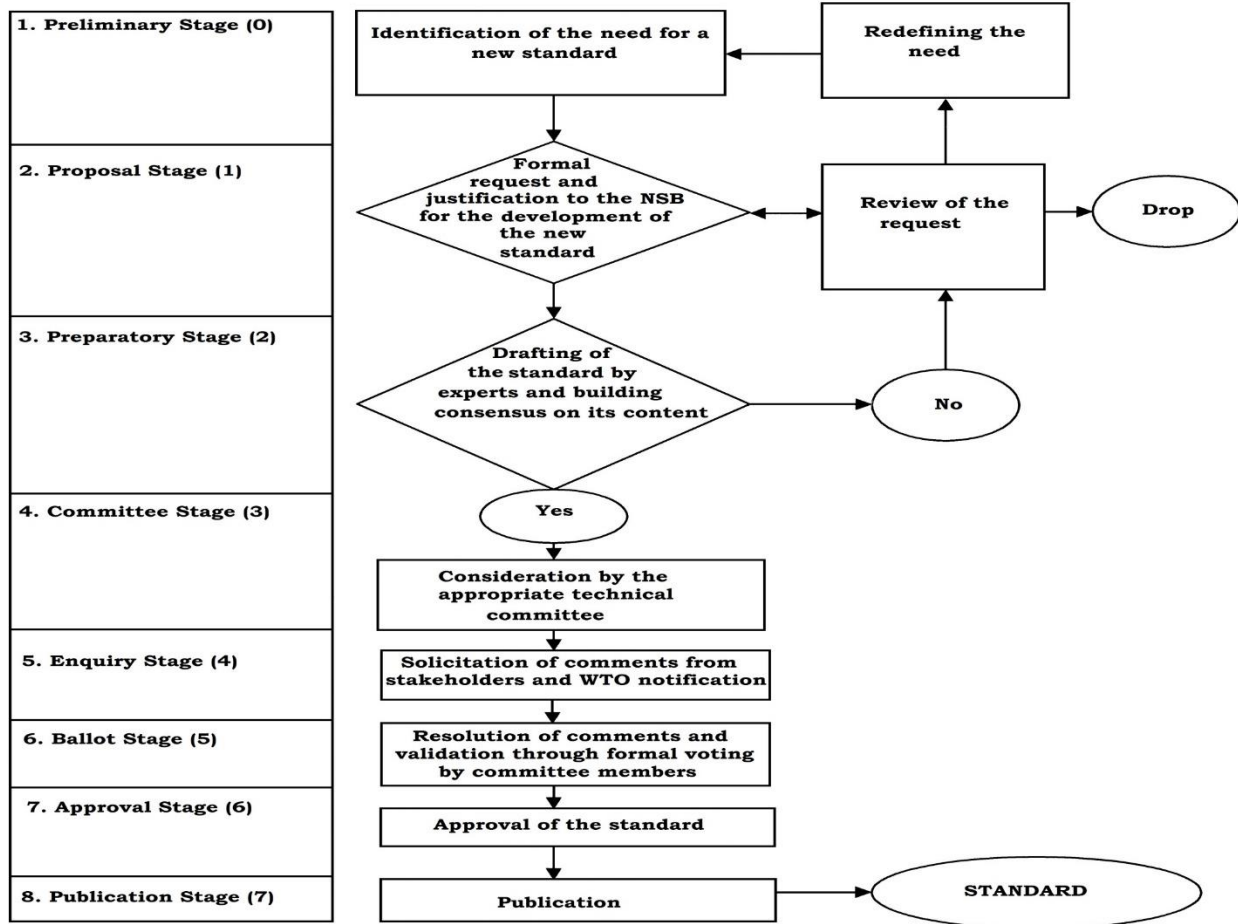 1. Preliminary Stage (0)
Identification of the need for a
new standard
Redefining the
need
2. Proposal Stage (1)
Formal
request and
justification to the NSB
for the development of
the new
standard
Review of the
request
Drop
3. Preparatory Stage (2)
Drafting of
the standard by
experts and building
consensus on its content
No
4. Committee Stage (3)
Yes
Consideration by the
appropriate technical
committee
5. Enquiry Stage (4)
Solicitation of comments from
stakeholders and WTO notification
6. Ballot Stage (5)
Resolution of comments and
validation through formal voting
by committee members
7. Approval Stage (6)
Approval of the standard
8. Publication Stage (7)
Publication
STANDARD